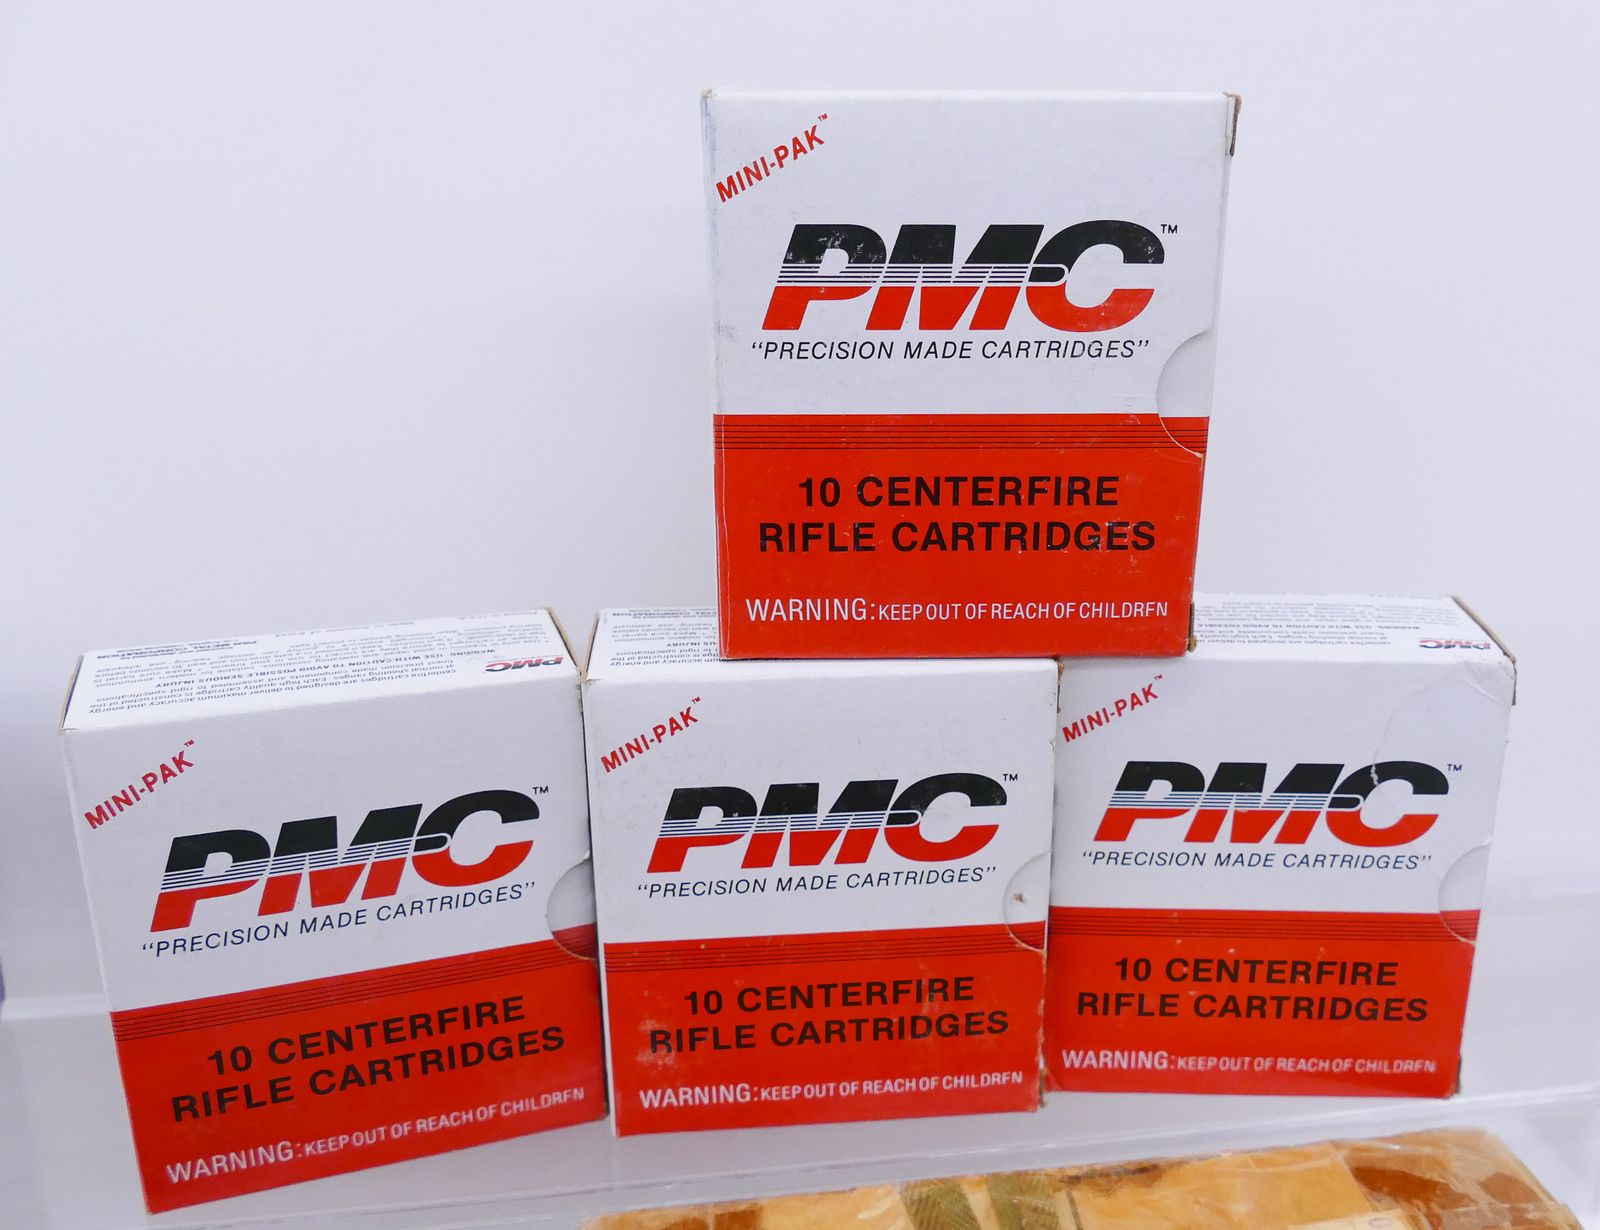 MINI-PAK™
PMC™
"PRECISION MADE CARTRIDGES"
10 CENTERFIRE
RIFLE CARTRIDGES
WARNING: KEEP OUT OF REACH OF CHILDREN
PMC
MINI-PAK™
PMC™
"PRECISION MADE CARTRIDGES"
10 CENTERFIRE
RIFLE CARTRIDGES
WARNING: KEEP OUT OF REACH OF CHILDREN
MINI-PAK™
PMC™
"PRECISION MADE CARTRIDGES"
10 CENTERFIRE
RIFLE CARTRIDGES
WARNING: KEEP OUT OF REACH OF CHILDREN
PMC
MINI-PAK™
PMC™
"PRECISION MADE CARTRIDGES"
10 CENTERFIRE
RIFLE CARTRIDGES
WARNING: KEEP OUT OF REACH OF CHILDREN